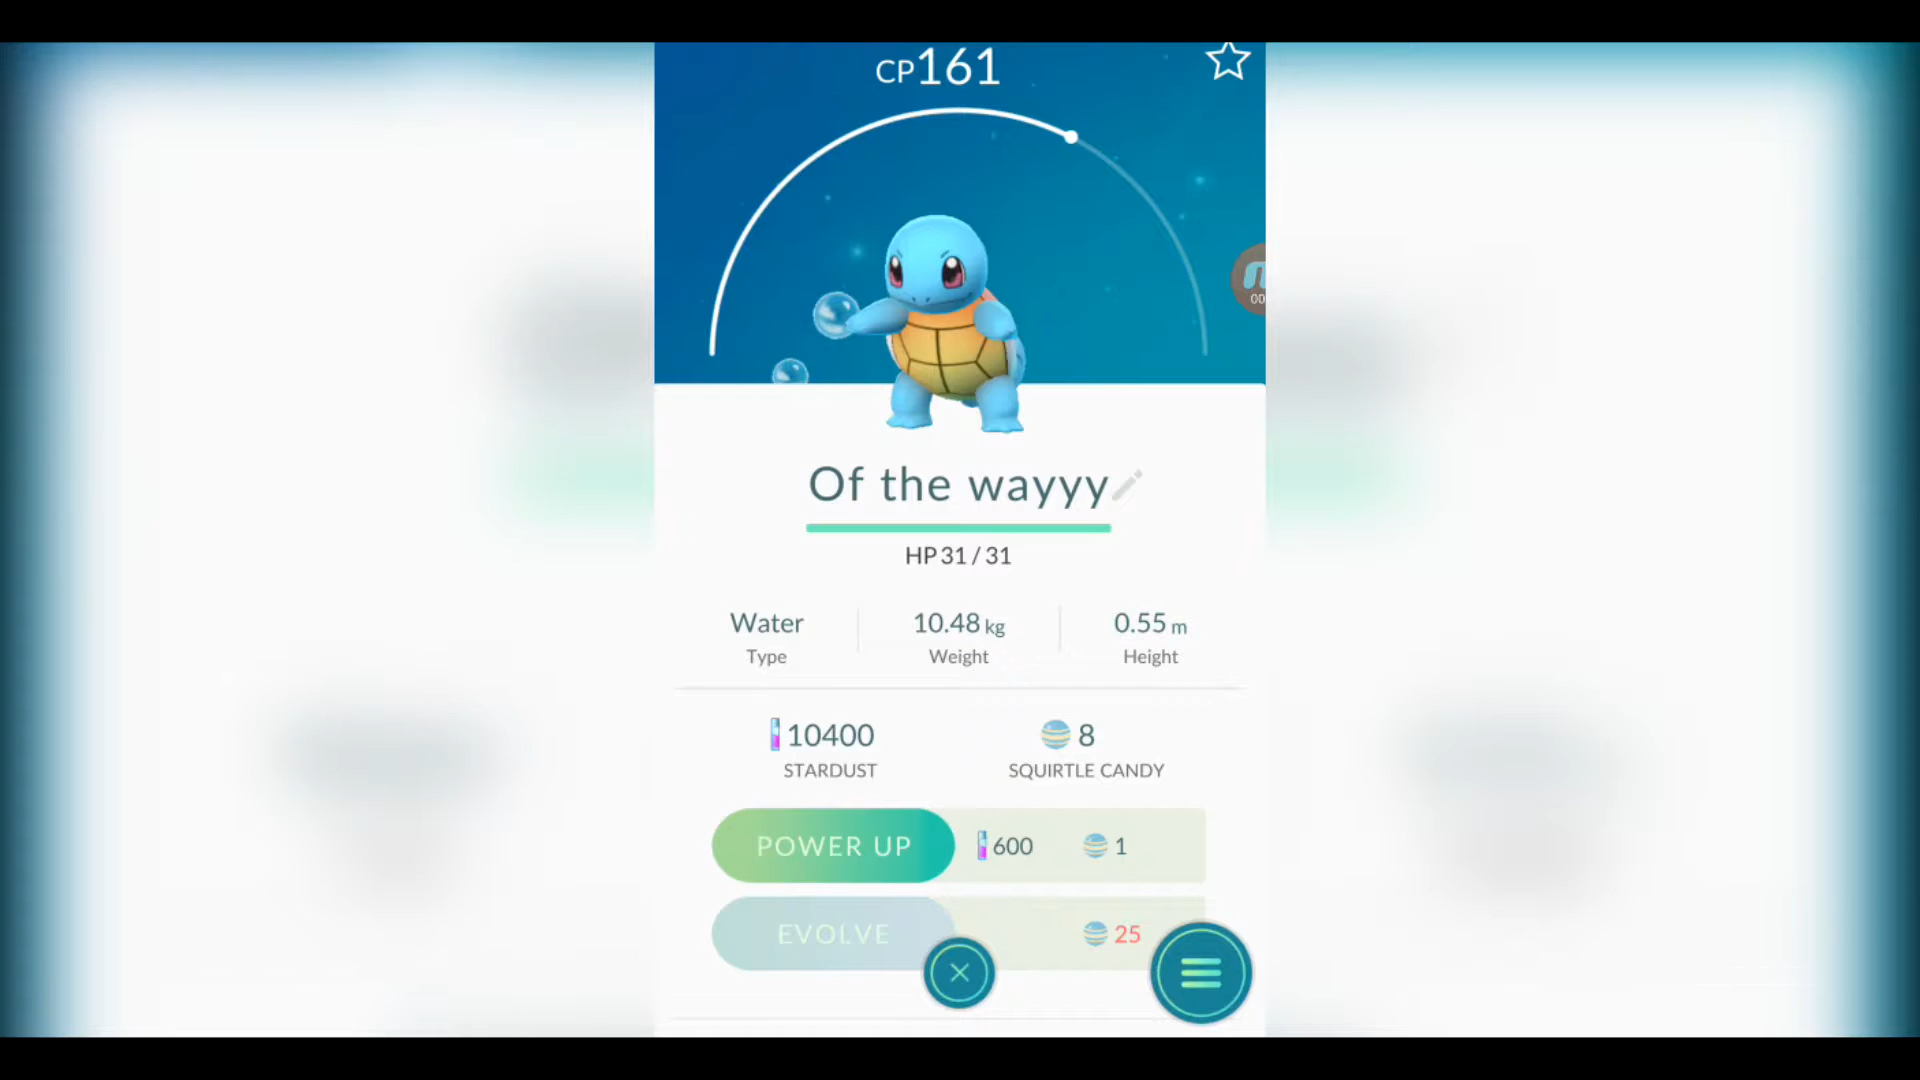 CP161
00
Of the wayyy
HP 31 / 31
Water 10.48 kg 0.55 m
Type Weight Height
10400 8
STARDUST SQUIRTLE CANDY
POWER UP 600 1
EVOLVE 25